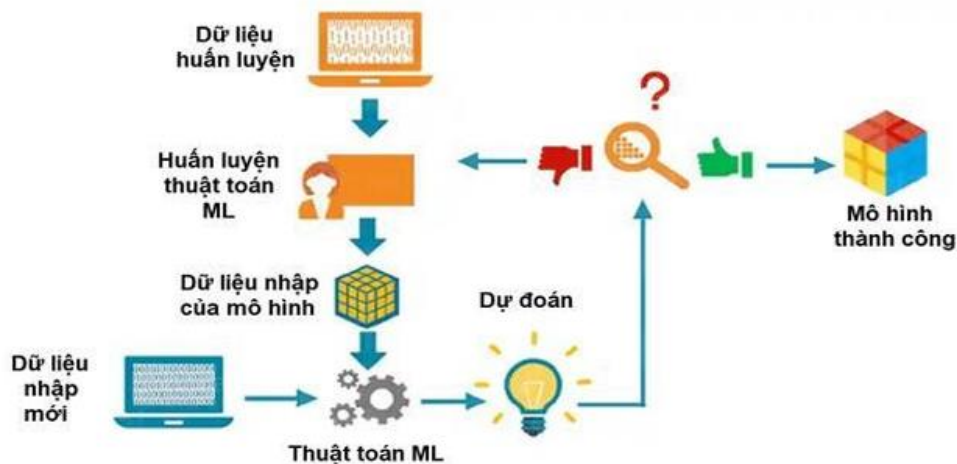 Dữ liệu
huấn luyện
?
Huấn luyện
thuật toán
ML
Mô hình
thành công
Dữ liệu nhập
của mô hình
Dự đoán
Dữ liệu
nhập
mới
Thuật toán ML